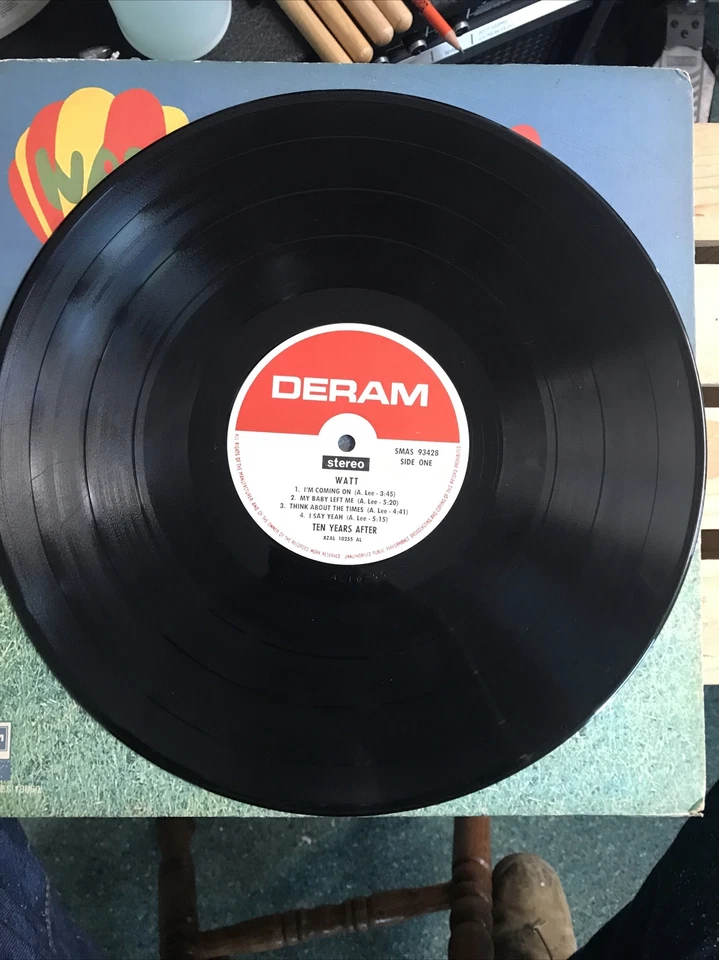 DERAM
SMAS 93428
stereo
SIDE ONE
WATT
1. I'M COMING ON (A. Lee - 3:45)
2. MY BABY LEFT ME (A. Lee - 5:20)
3. THINK ABOUT THE TIMES (A. Lee - 4:41)
4. I SAY YEAH (A. Lee - 5:15)
TEN YEARS AFTER
XZAL 10255 AL